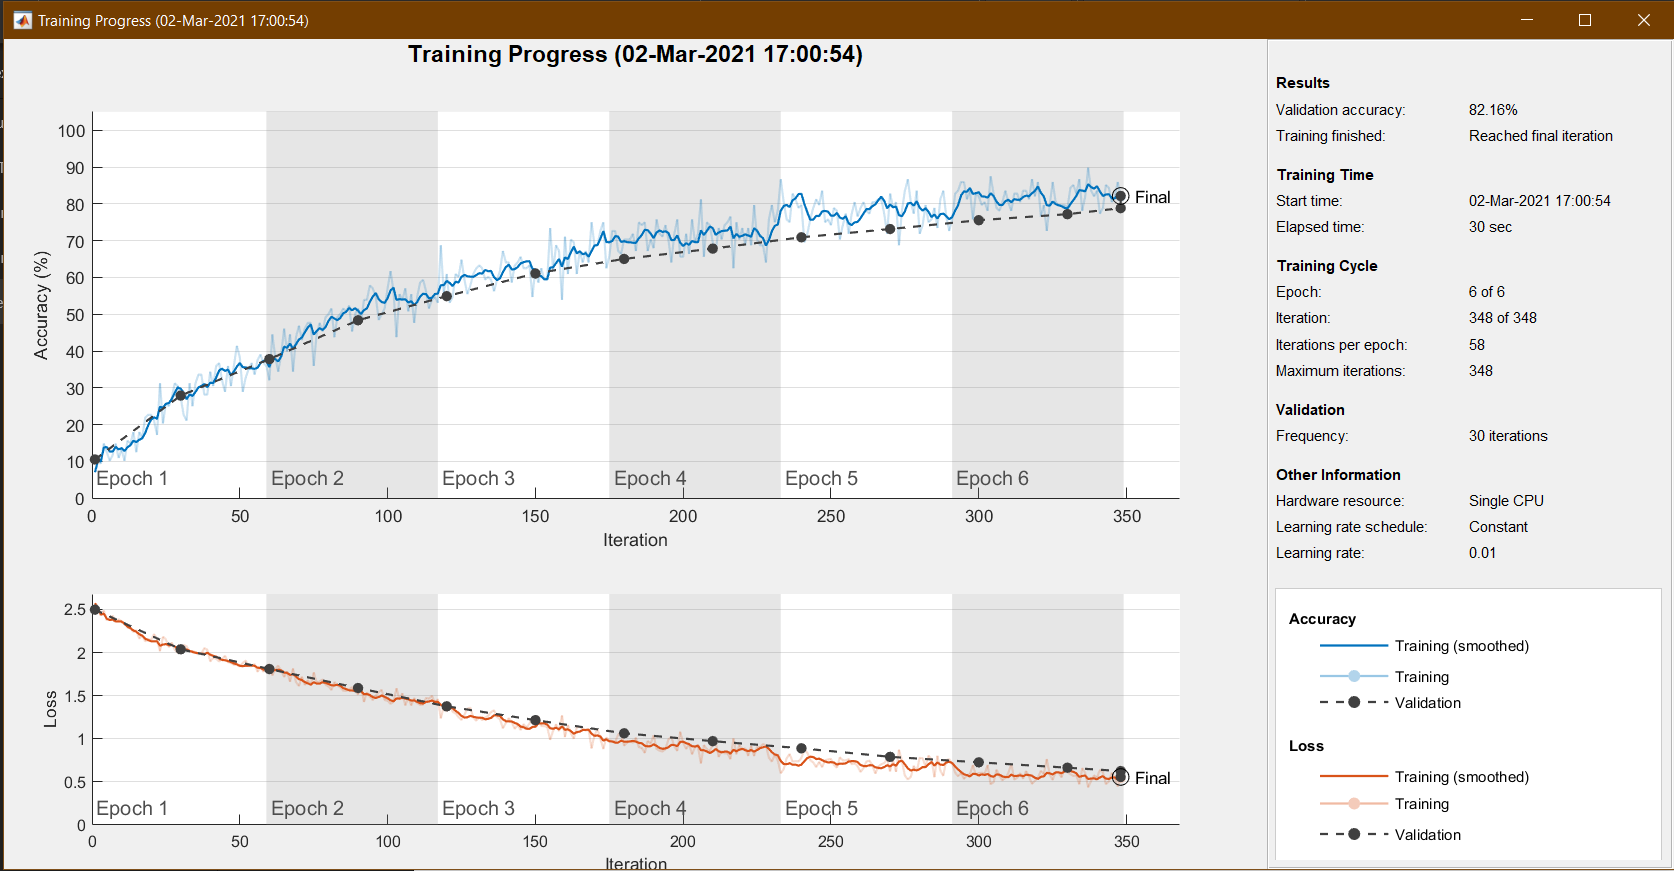 Training Progress (02-Mar-2021 17:00:54)
Training Progress (02-Mar-2021 17:00:54)
Accuracy (%)
100
90
80
70
60
50
40
30
20
10
0
Final
Epoch 1 Epoch 2 Epoch 3 Epoch 4 Epoch 5 Epoch 6
0 50 100 150 200 250 300 350
Iteration
Loss
2.5
2
1.5
1
0.5
0
Final
Epoch 1 Epoch 2 Epoch 3 Epoch 4 Epoch 5 Epoch 6
0 50 100 150 200 250 300 350
Iteration
Results
Validation accuracy: 82.16%
Training finished: Reached final iteration
Training Time
Start time: 02-Mar-2021 17:00:54
Elapsed time: 30 sec
Training Cycle
Epoch: 6 of 6
Iteration: 348 of 348
Iterations per epoch: 58
Maximum iterations: 348
Validation
Frequency: 30 iterations
Other Information
Hardware resource: Single CPU
Learning rate schedule: Constant
Learning rate: 0.01
Accuracy
Training (smoothed)
Training
Validation
Loss
Training (smoothed)
Training
Validation